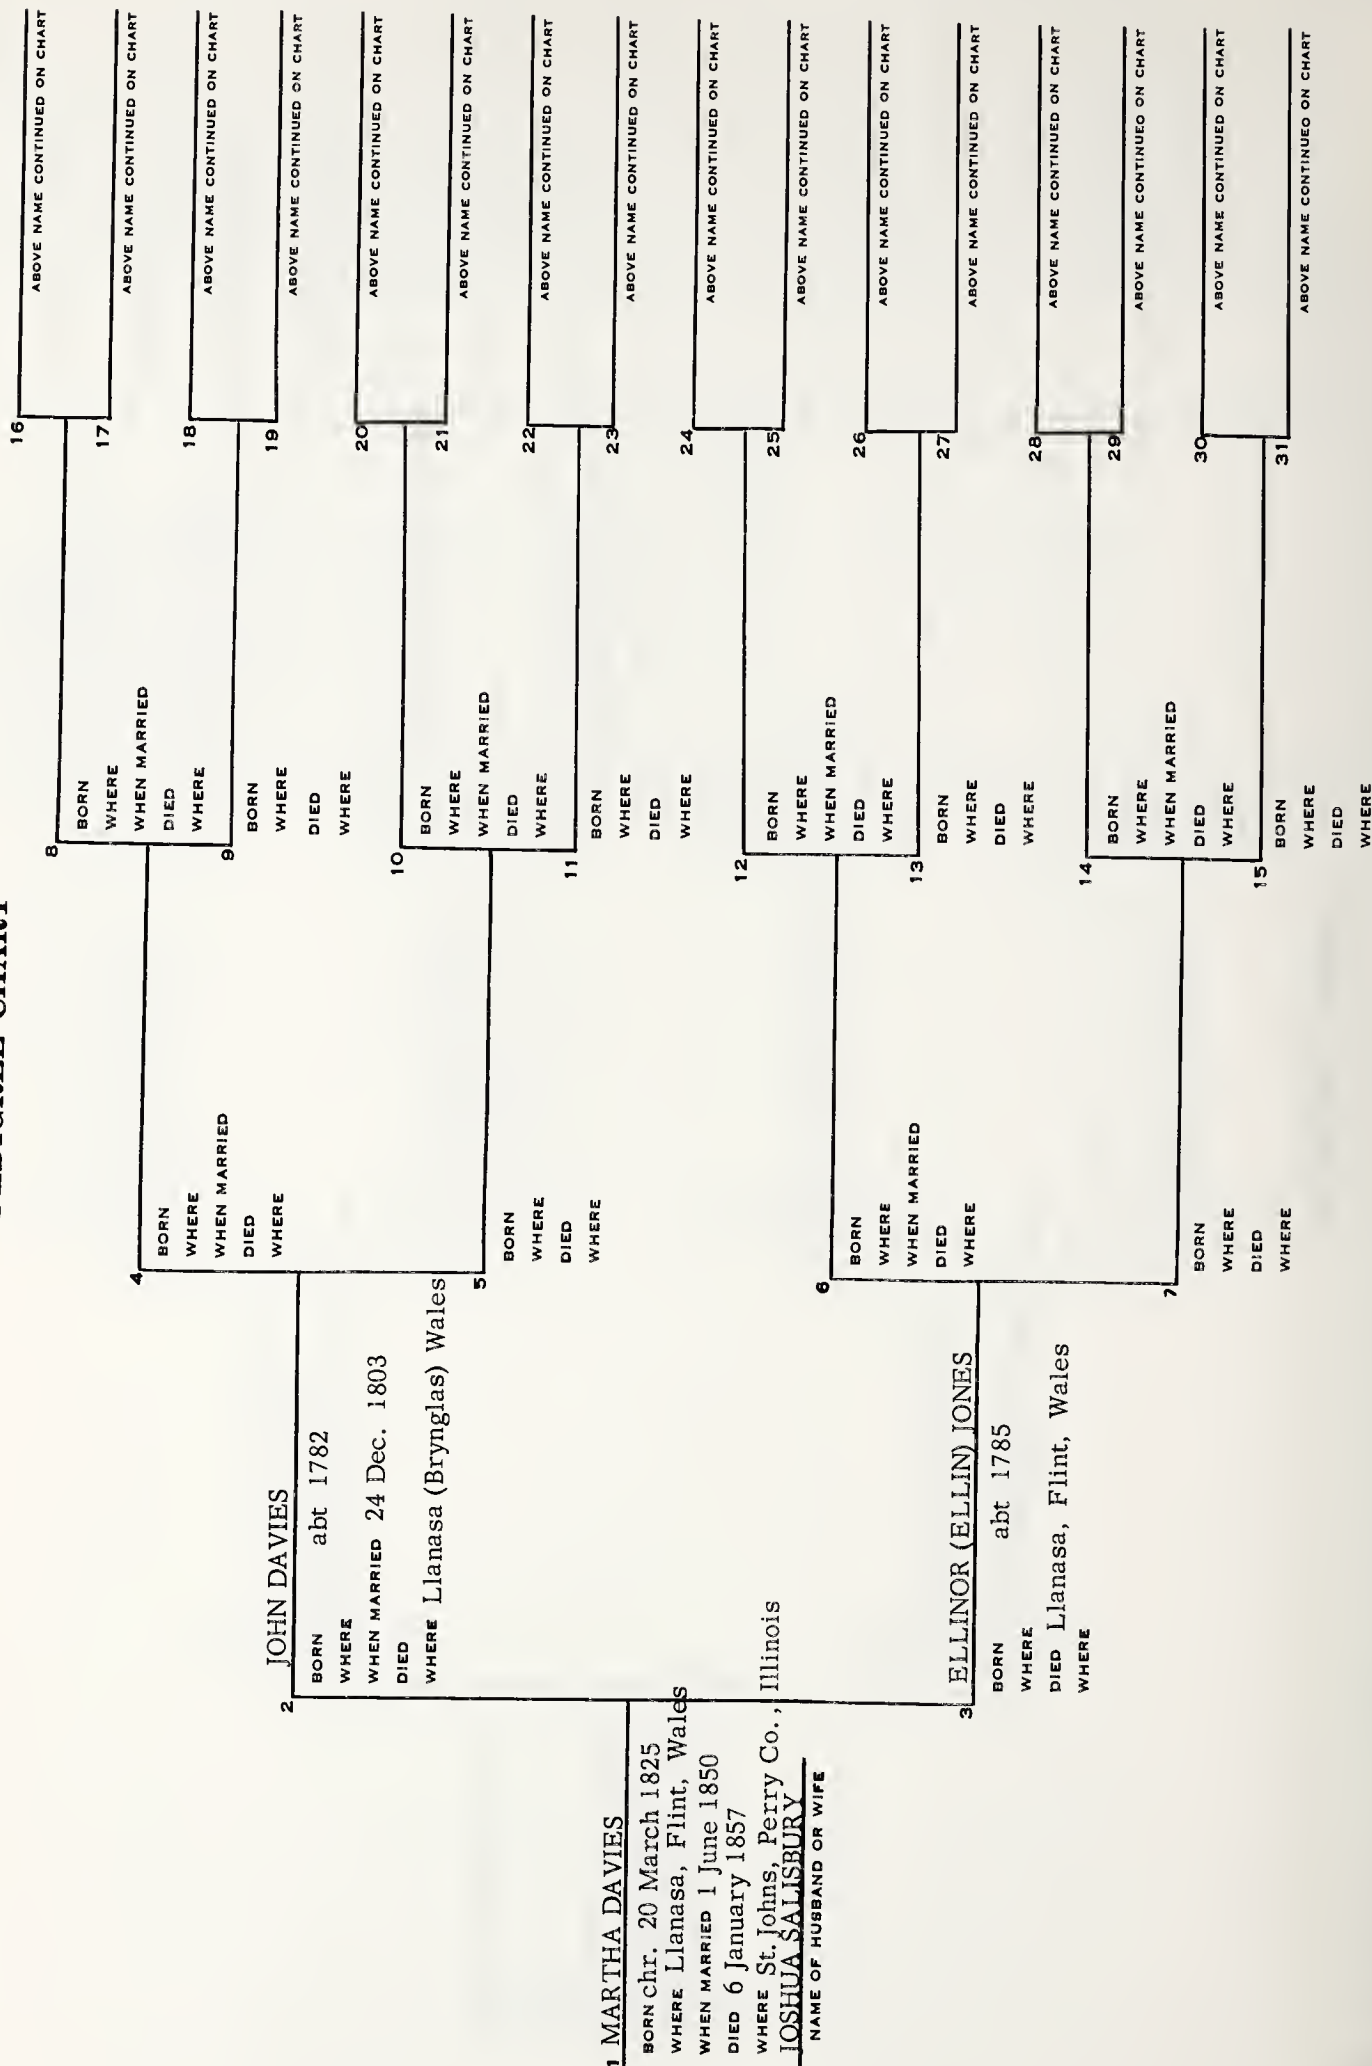 PEDIGREE CHART
1 MARTHA DAVIES
BORN chr. 20 March 1825
WHERE Llanasa, Flint, Wales
WHEN MARRIED 1 June 1850
DIED 6 January 1857
WHERE St. Johns, Perry Co., Illinois
JOSHUA SALISBURY
NAME OF HUSBAND OR WIFE
2 JOHN DAVIES
BORN abt 1782
WHERE
WHEN MARRIED 24 Dec. 1803
DIED
WHERE Llanasa (Brynglas) Wales
3 ELLINOR (ELLIN) JONES
BORN abt 1785
WHERE
DIED Llanasa, Flint, Wales
WHERE
4
BORN
WHERE
WHEN MARRIED
DIED
WHERE
5
BORN
WHERE
DIED
WHERE
6
BORN
WHERE
WHEN MARRIED
DIED
WHERE
7
BORN
WHERE
DIED
WHERE
8
BORN
WHERE
WHEN MARRIED
DIED
WHERE
9
BORN
WHERE
DIED
WHERE
10
BORN
WHERE
WHEN MARRIED
DIED
WHERE
11
BORN
WHERE
DIED
WHERE
12
BORN
WHERE
WHEN MARRIED
DIED
WHERE
13
BORN
WHERE
DIED
WHERE
14
BORN
WHERE
WHEN MARRIED
DIED
WHERE
15
BORN
WHERE
DIED
WHERE
16
ABOVE NAME CONTINUED ON CHART
17
ABOVE NAME CONTINUED ON CHART
18
ABOVE NAME CONTINUED ON CHART
19
ABOVE NAME CONTINUED ON CHART
20
ABOVE NAME CONTINUED ON CHART
21
ABOVE NAME CONTINUED ON CHART
22
ABOVE NAME CONTINUED ON CHART
23
ABOVE NAME CONTINUED ON CHART
24
ABOVE NAME CONTINUED ON CHART
25
ABOVE NAME CONTINUED ON CHART
26
ABOVE NAME CONTINUED ON CHART
27
ABOVE NAME CONTINUED ON CHART
28
ABOVE NAME CONTINUED ON CHART
29
ABOVE NAME CONTINUED ON CHART
30
ABOVE NAME CONTINUED ON CHART
31
ABOVE NAME CONTINUED ON CHART